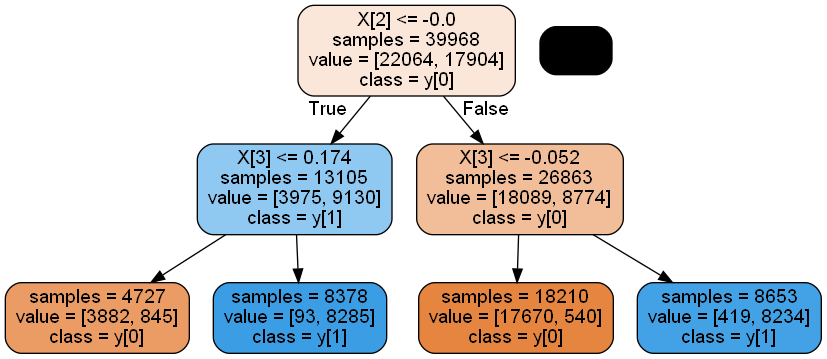 X[2] <= -0.0
samples = 39968
value = [22064, 17904]
class = y[0]
True
False
X[3] <= 0.174
samples = 13105
value = [3975, 9130]
class = y[1]
X[3] <= -0.052
samples = 26863
value = [18089, 8774]
class = y[0]
samples = 4727
value = [3882, 845]
class = y[0]
samples = 8378
value = [93, 8285]
class = y[1]
samples = 18210
value = [17670, 540]
class = y[0]
samples = 8653
value = [419, 8234]
class = y[1]